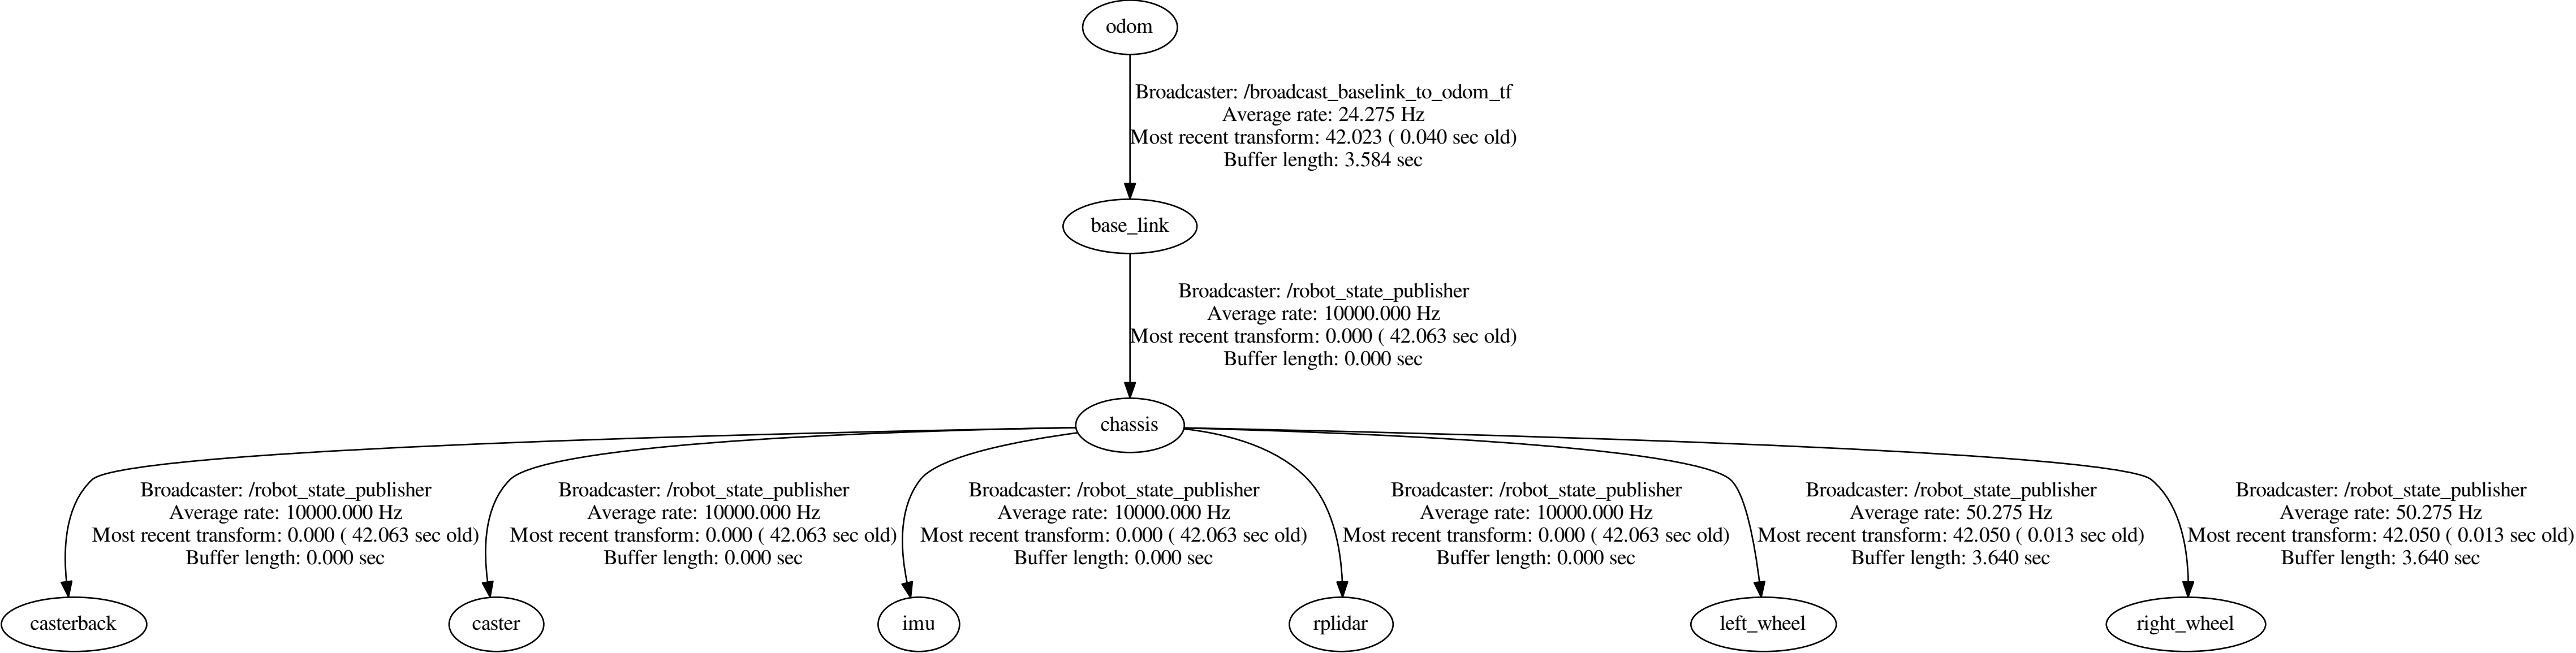 odom
Broadcaster: /broadcast_baselink_to_odom_tf
Average rate: 24.275 Hz
Most recent transform: 42.023 ( 0.040 sec old)
Buffer length: 3.584 sec
base_link
Broadcaster: /robot_state_publisher
Average rate: 10000.000 Hz
Most recent transform: 0.000 ( 42.063 sec old)
Buffer length: 0.000 sec
chassis
Broadcaster: /robot_state_publisher
Average rate: 10000.000 Hz
Most recent transform: 0.000 ( 42.063 sec old)
Buffer length: 0.000 sec
Broadcaster: /robot_state_publisher
Average rate: 10000.000 Hz
Most recent transform: 0.000 ( 42.063 sec old)
Buffer length: 0.000 sec
Broadcaster: /robot_state_publisher
Average rate: 10000.000 Hz
Most recent transform: 0.000 ( 42.063 sec old)
Buffer length: 0.000 sec
Broadcaster: /robot_state_publisher
Average rate: 10000.000 Hz
Most recent transform: 0.000 ( 42.063 sec old)
Buffer length: 0.000 sec
Broadcaster: /robot_state_publisher
Average rate: 50.275 Hz
Most recent transform: 42.050 ( 0.013 sec old)
Buffer length: 3.640 sec
Broadcaster: /robot_state_publisher
Average rate: 50.275 Hz
Most recent transform: 42.050 ( 0.013 sec old)
Buffer length: 3.640 sec
casterback
caster
imu
rplidar
left_wheel
right_wheel